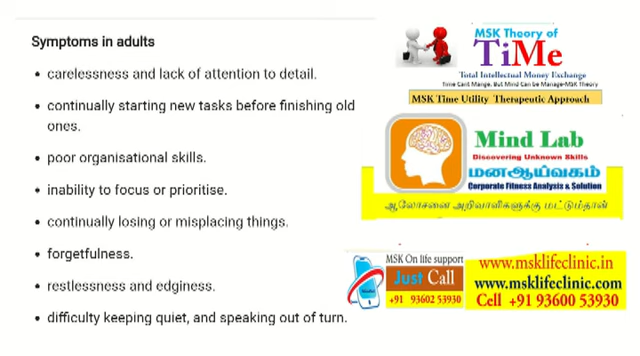 Symptoms in adults
carelessness and lack of attention to detail.
continually starting new tasks before finishing old
ones.
poor organisational skills.
inability to focus or prioritise.
continually losing or misplacing things.
forgetfulness.
restlessness and edginess.
difficulty keeping quiet, and speaking out of turn.
MSK Theory of
TiMe
Total Intellectual Money Exchange
Time Cant Mange, But Mind Can be Manage-MSK Theory
MSK Time Utility Therapeutic Approach
Mind Lab
Discovering Unknown Skills
மனஆய்வகம்
Corporate Fitness Analysis & Solution
ஆலோசனை அறிவாளிகளுக்கு மட்டும்தான்
MSK On life support
Just Call
+91 93602 53930
www.msklifeclinic.in
www.msklifeclinic.com
Cell +91 93600 53930